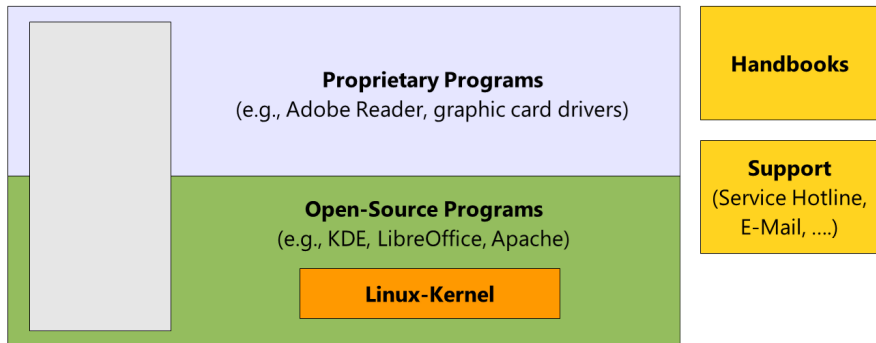 Proprietary Programs
(e.g., Adobe Reader, graphic card drivers)
Open-Source Programs
(e.g., KDE, LibreOffice, Apache)
Linux-Kernel
Handbooks
Support
(Service Hotline,
E-Mail, ....)